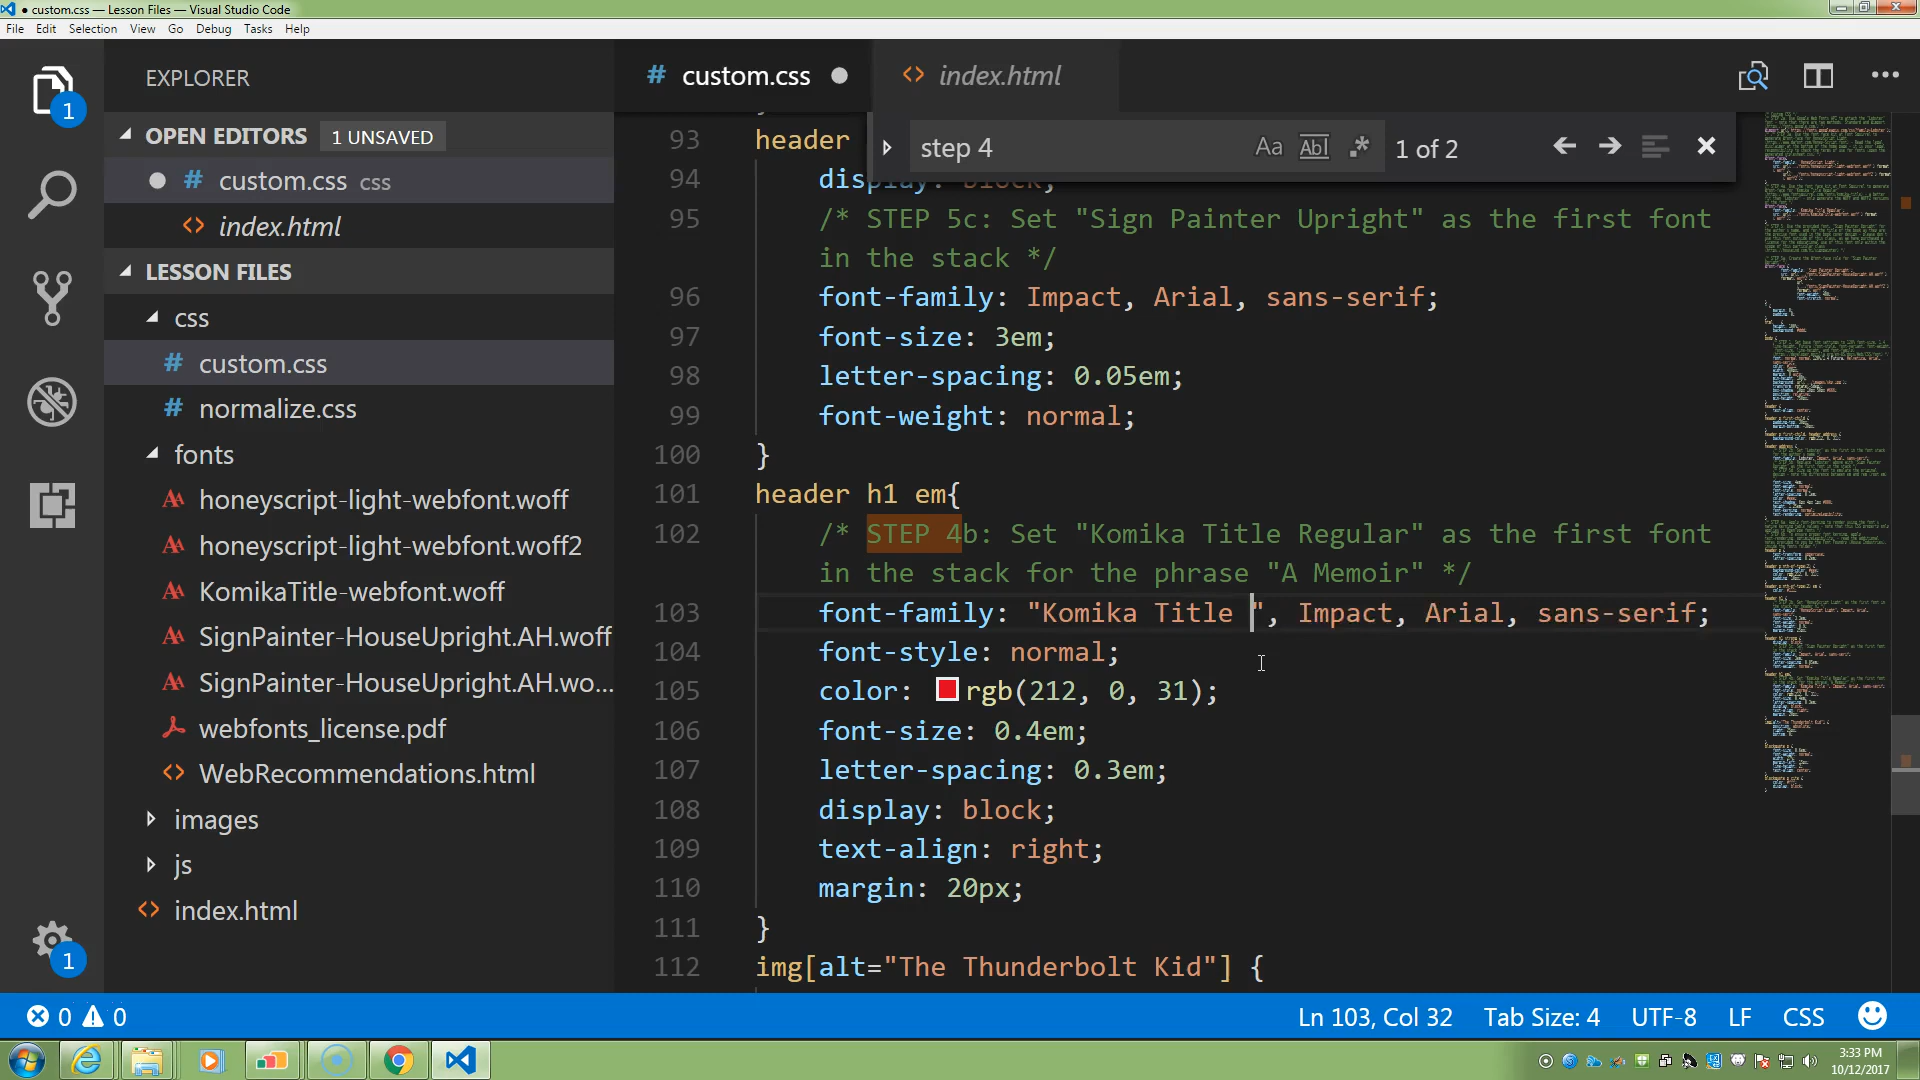 custom.css — Lesson Files — Visual Studio Code
File Edit Selection View Go Debug Tasks Help
EXPLORER
1
OPEN EDITORS 1 UNSAVED
# custom.css css
<> index.html
LESSON FILES
css
# custom.css
# normalize.css
fonts
honeyscript-light-webfont.woff
honeyscript-light-webfont.woff2
KomikaTitle-webfont.woff
SignPainter-HouseUpright.AH.woff
SignPainter-HouseUpright.AH.wo...
webfonts_license.pdf
<> WebRecommendations.html
images
js
<> index.html
1
# custom.css
<> index.html
step 4 Aa Abl .* 1 of 2
93 header
94 display: block;
95 /* STEP 5c: Set "Sign Painter Upright" as the first font
in the stack */
96 font-family: Impact, Arial, sans-serif;
97 font-size: 3em;
98 letter-spacing: 0.05em;
99 font-weight: normal;
100 }
101 header h1 em{
102 /* STEP 4b: Set "Komika Title Regular" as the first font
in the stack for the phrase "A Memoir" */
103 font-family: "Komika Title ", Impact, Arial, sans-serif;
104 font-style: normal;
105 color: rgb(212, 0, 31);
106 font-size: 0.4em;
107 letter-spacing: 0.3em;
108 display: block;
109 text-align: right;
110 margin: 20px;
111 }
112 img[alt="The Thunderbolt Kid"] {
0 0 Ln 103, Col 32 Tab Size: 4 UTF-8 LF CSS
3:33 PM
10/12/2017